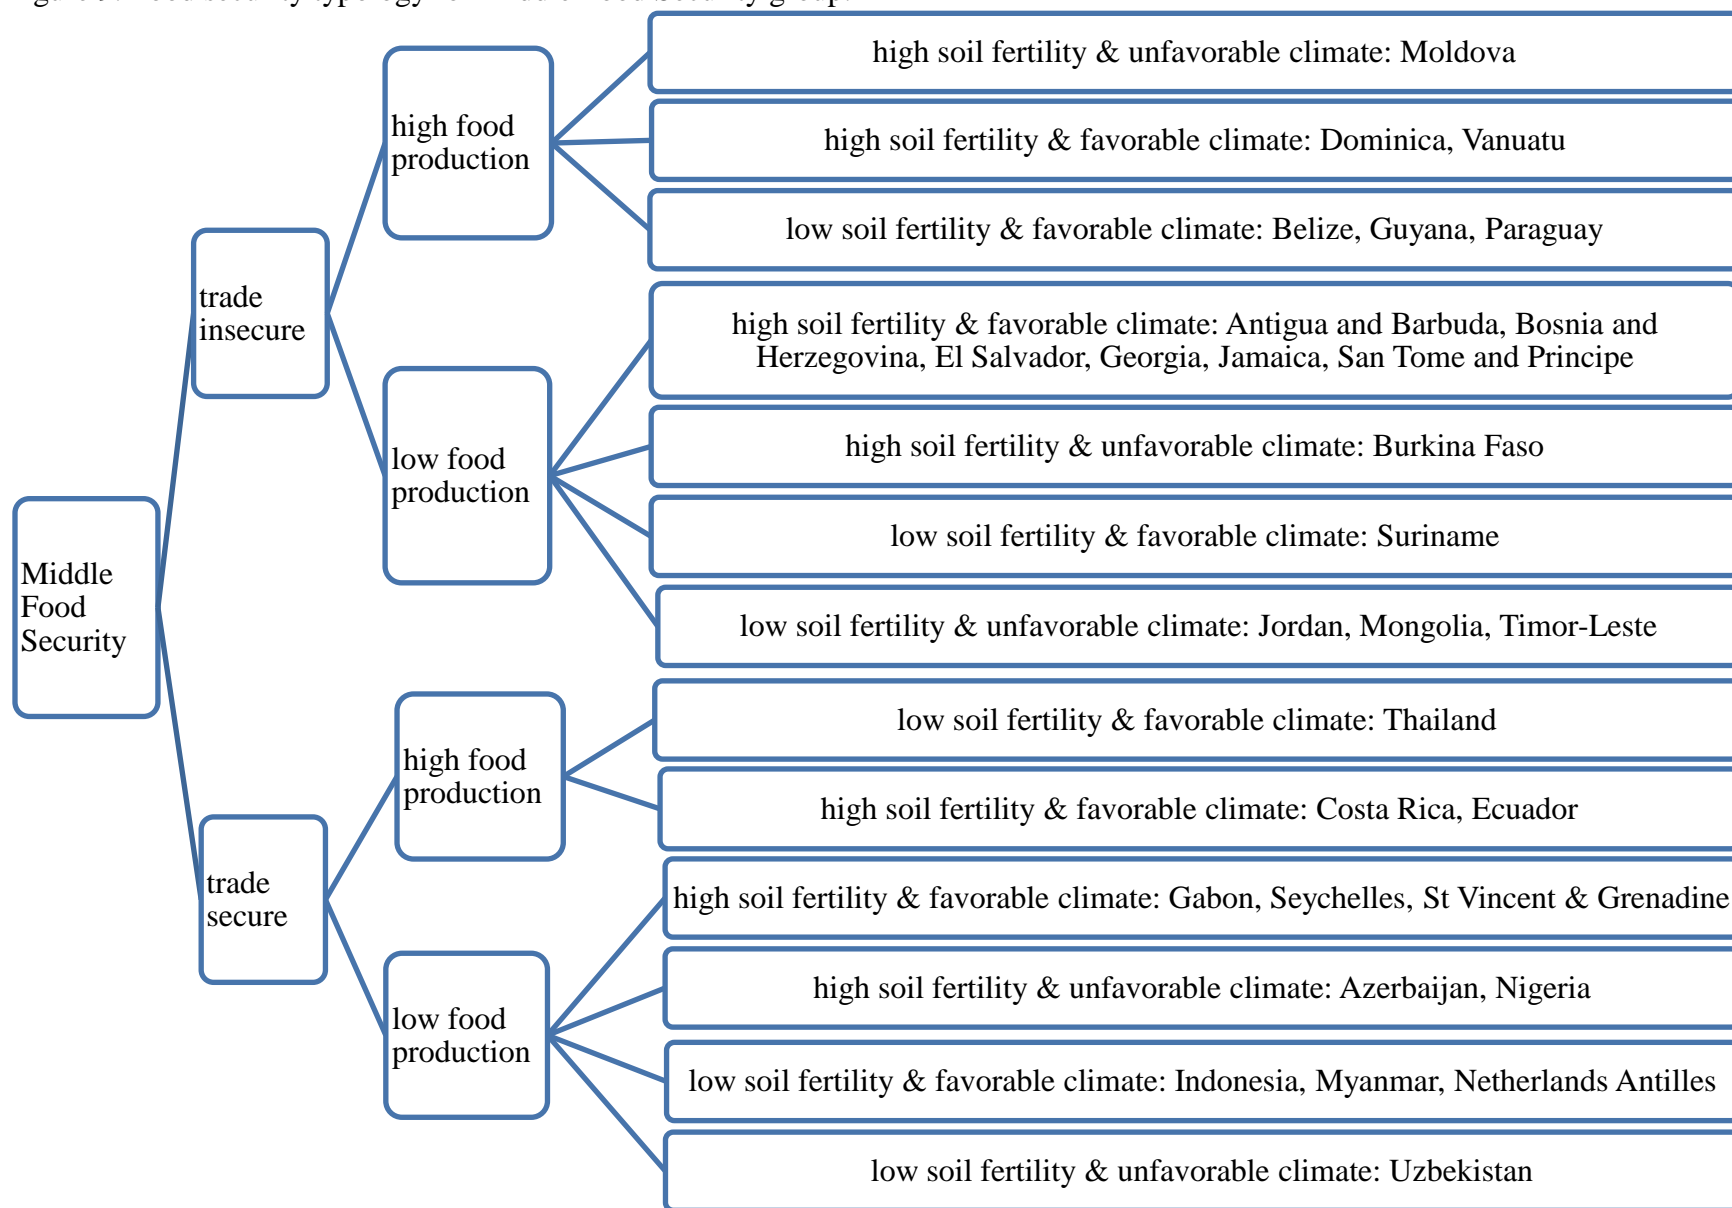 high soil fertility & unfavorable climate: Moldova
high food
production
high soil fertility & favorable climate: Dominica, Vanuatu
low soil fertility & favorable climate: Belize, Guyana, Paraguay
trade
insecure
high soil fertility & favorable climate: Antigua and Barbuda, Bosnia and
Herzegovina, El Salvador, Georgia, Jamaica, San Tome and Principe
low food
production
high soil fertility & unfavorable climate: Burkina Faso
low soil fertility & favorable climate: Suriname
Middle
Food
Security
low soil fertility & unfavorable climate: Jordan, Mongolia, Timor-Leste
high food
production
low soil fertility & favorable climate: Thailand
high soil fertility & favorable climate: Costa Rica, Ecuador
trade
secure
high soil fertility & favorable climate: Gabon, Seychelles, St Vincent & Grenadine
high soil fertility & unfavorable climate: Azerbaijan, Nigeria
low food
production
low soil fertility & favorable climate: Indonesia, Myanmar, Netherlands Antilles
low soil fertility & unfavorable climate: Uzbekistan